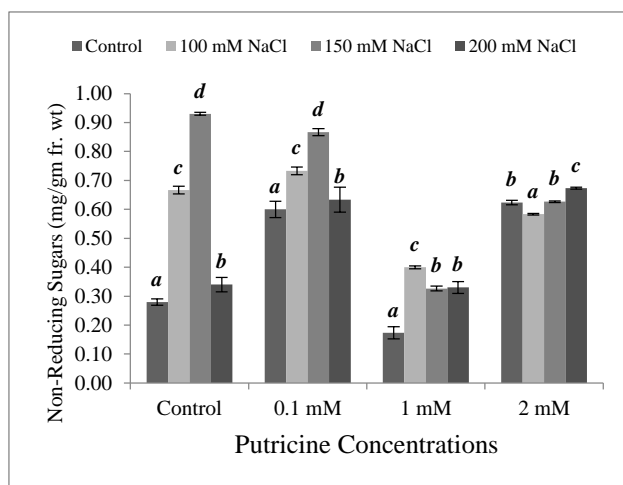 Control 100 mM NaCl 150 mM NaCl 200 mM NaCl
Non-Reducing Sugars (mg/gm fr. wt)
1.00
0.90
0.80
0.70
0.60
0.50
0.40
0.30
0.20
0.10
0.00
a c d b
a c d b
a c b b
b a b c
Control 0.1 mM 1 mM 2 mM
Putricine Concentrations